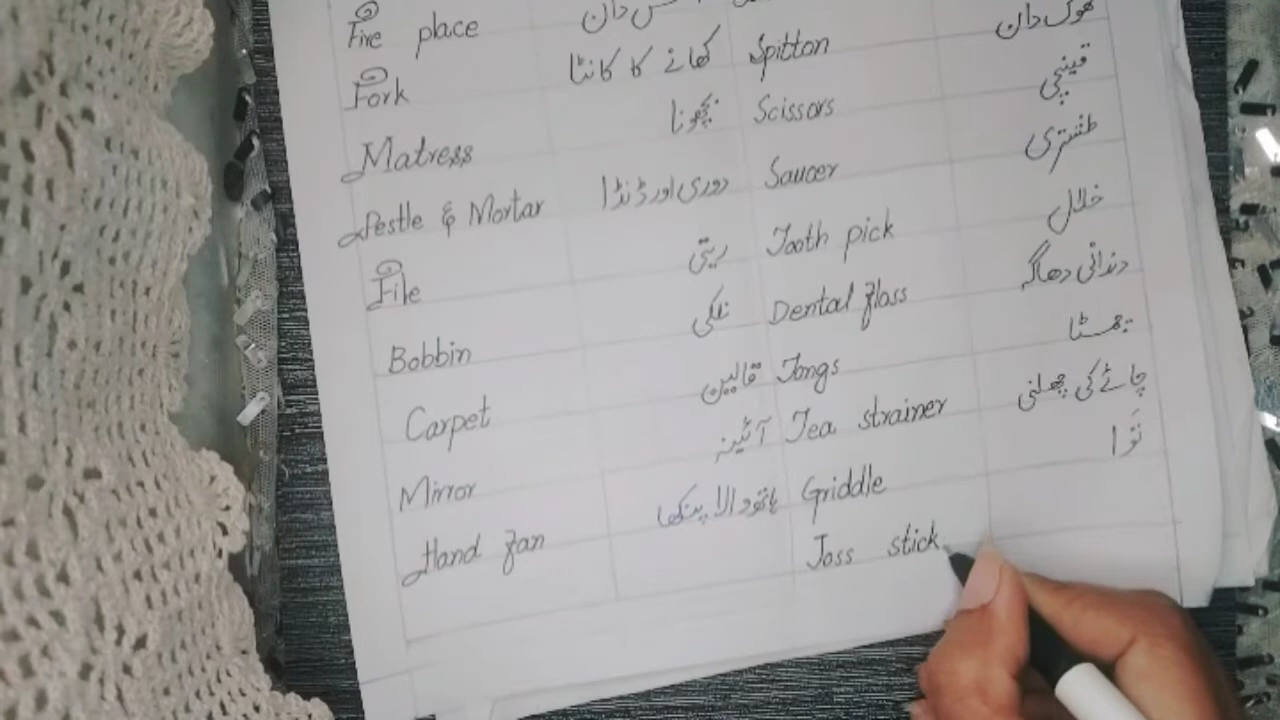 Fire place دان
Fork کھانے کا کانٹا Spitton تھوک دان
Matress بچھونا Scissors قینچی
Pestle & Mortar دوری اور ڈنڈا Saucer طشتری
File ریتی Tooth pick خلال
Bobbin نلکی Dental floss دندانی دھاگہ
Carpet قالین Tongs چمٹا
Mirror آئینہ Tea strainer چائے کی چھلنی
Hand fan ہاتھ والا پنکھا Griddle تَوا
Joss stick